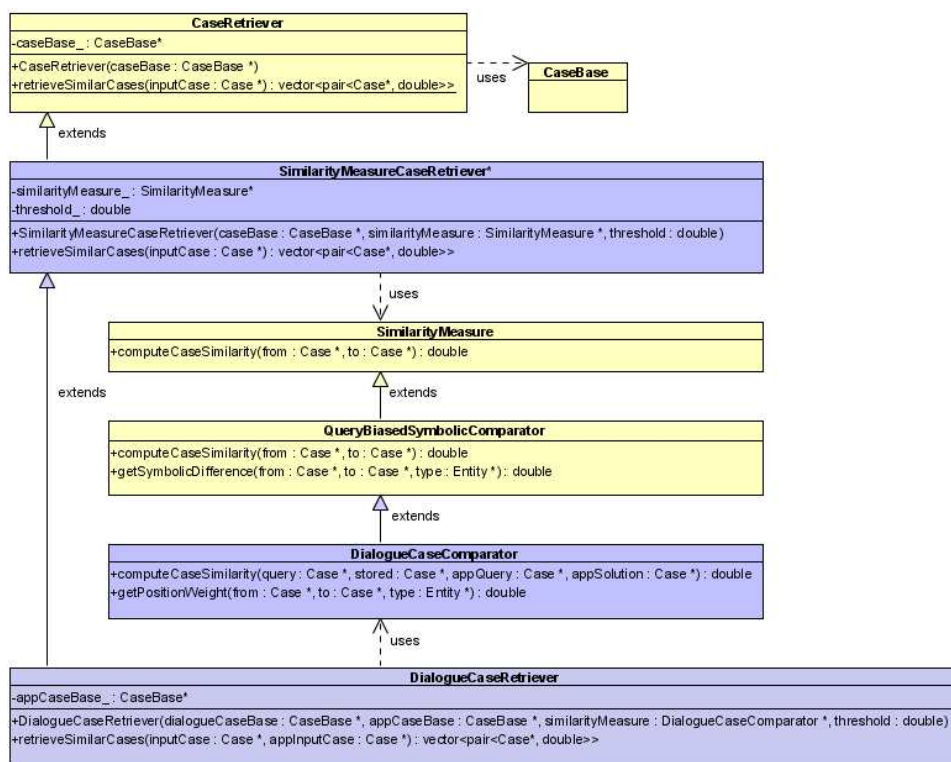 CaseRetriever
-caseBase_ : CaseBase*
+CaseRetriever(caseBase : CaseBase *)
+retrieveSimilarCases(inputCase : Case *) : vector<pair<Case*, double>>
uses
CaseBase
extends
SimilarityMeasureCaseRetriever*
-similarityMeasure_ : SimilarityMeasure*
-threshold_ : double
+SimilarityMeasureCaseRetriever(caseBase : CaseBase *, similarityMeasure : SimilarityMeasure *, threshold : double)
+retrieveSimilarCases(inputCase : Case *) : vector<pair<Case*, double>>
uses
SimilarityMeasure
+computeCaseSimilarity(from : Case *, to : Case *) : double
extends
extends
QueryBiasedSymbolicComparator
+computeCaseSimilarity(from : Case *, to : Case *) : double
+getSymbolicDifference(from : Case *, to : Case *, type : Entity *) : double
extends
DialogueCaseComparator
+computeCaseSimilarity(query : Case *, stored : Case *, appQuery : Case *, appSolution : Case *) : double
+getPositionWeight(from : Case *, to : Case *, type : Entity *) : double
uses
DialogueCaseRetriever
-appCaseBase_ : CaseBase*
+DialogueCaseRetriever(dialogueCaseBase : CaseBase *, appCaseBase : CaseBase *, similarityMeasure : DialogueCaseComparator *, threshold : double)
+retrieveSimilarCases(inputCase : Case *, appInputCase : Case *) : vector<pair<Case*, double>>